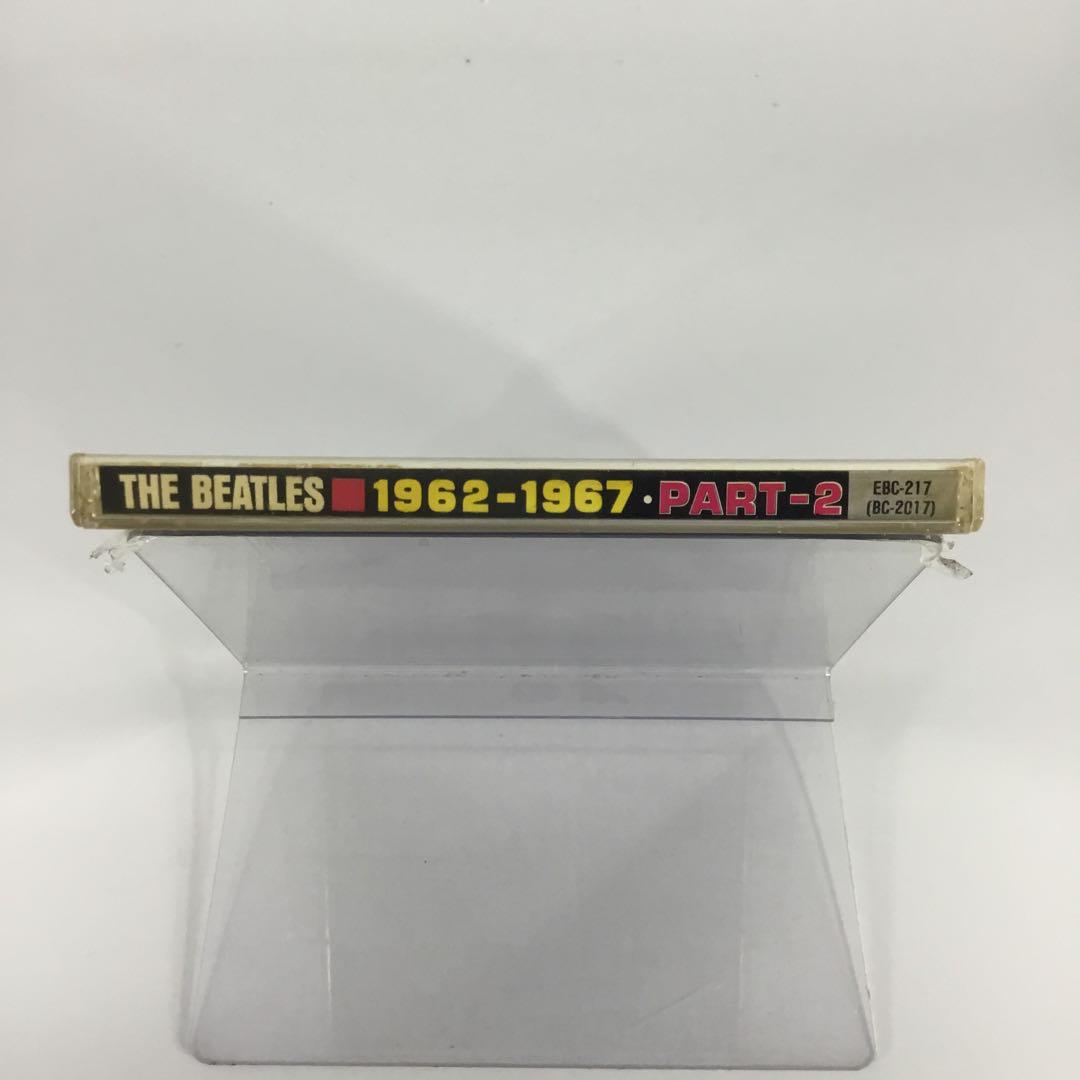 THE BEATLES ■ 1962-1967・PART-2
EBC-217
(BC-2017)